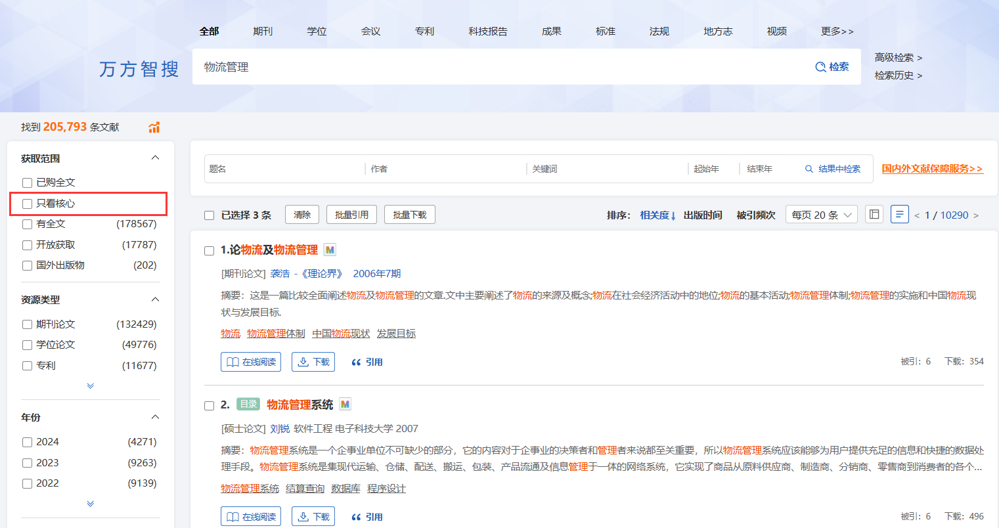 全部 期刊 学位 会议 专利 科技报告 成果 标准 法规 地方志 视频 更多>>
万方智搜
物流管理 检索
高级检索 >
检索历史 >
找到 205,793 条文献
获取范围
已购全文
只看核心
有全文 (178567)
开放获取 (17787)
国外出版物 (202)
资源类型
期刊论文 (132429)
学位论文 (49776)
专利 (11677)
年份
2024 (4271)
2023 (9263)
2022 (9139)
题名 作者 关键词 起始年 结束年 结果中检索 国内外文献保障服务>>
已选择 3 条 清除 批量引用 批量下载 排序： 相关度↓ 出版时间 被引频次 每页 20 条 < 1 / 10290 >
1.论物流及物流管理 M
[期刊论文] 袭浩 -《理论界》 2006年7期
摘要：这是一篇比较全面阐述物流及物流管理的文章.文中主要阐述了物流的来源及概念;物流在社会经济活动中的地位;物流的基本活动;物流管理体制;物流管理的实施和中国物流现
状与发展目标.
物流 物流管理体制 中国物流现状 发展目标
在线阅读 下载 引用 被引：6 下载：354
2. 目录 物流管理系统 M
[硕士论文] 刘锐 软件工程 电子科技大学 2007
摘要：物流管理系统是一个企事业单位不可缺少的部分，它的内容对于企事业的决策者和管理者来说都至关重要，所以物流管理系统应该能够为用户提供充足的信息和快捷的数据处
理手段。物流管理系统是集现代运输、仓储、配送、搬运、包装、产品流通及信息管理于一体的网络系统，它实现了商品从原料供应商、制造商、分销商、零售商到消费者的各个...
物流管理系统 结算查询 数据库 程序设计
在线阅读 下载 引用 被引：6 下载：496